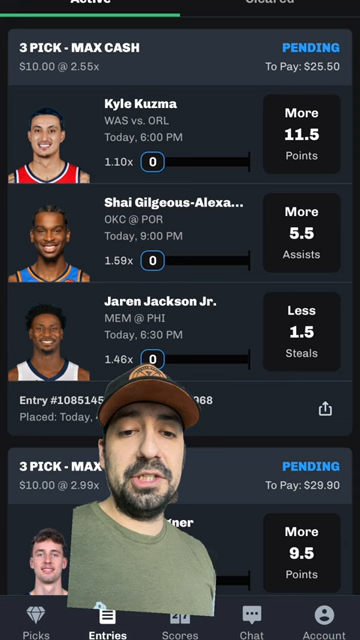 Active
Cleared
3 PICK - MAX CASH
PENDING
$10.00 @ 2.55x
To Pay: $25.50
Kyle Kuzma
WAS vs. ORL
Today, 6:00 PM
1.10x
0
More
11.5
Points
Shai Gilgeous-Alexa...
OKC @ POR
Today, 9:00 PM
1.59x
0
More
5.5
Assists
Jaren Jackson Jr.
MEM @ PHI
Today, 6:30 PM
1.46x
0
Less
1.5
Steals
Entry #1085145
968
Placed: Today,
3 PICK - MAX
PENDING
$10.00 @ 2.99x
To Pay: $29.90
gner
More
9.5
Points
Picks
Entries
Scores
Chat
Account